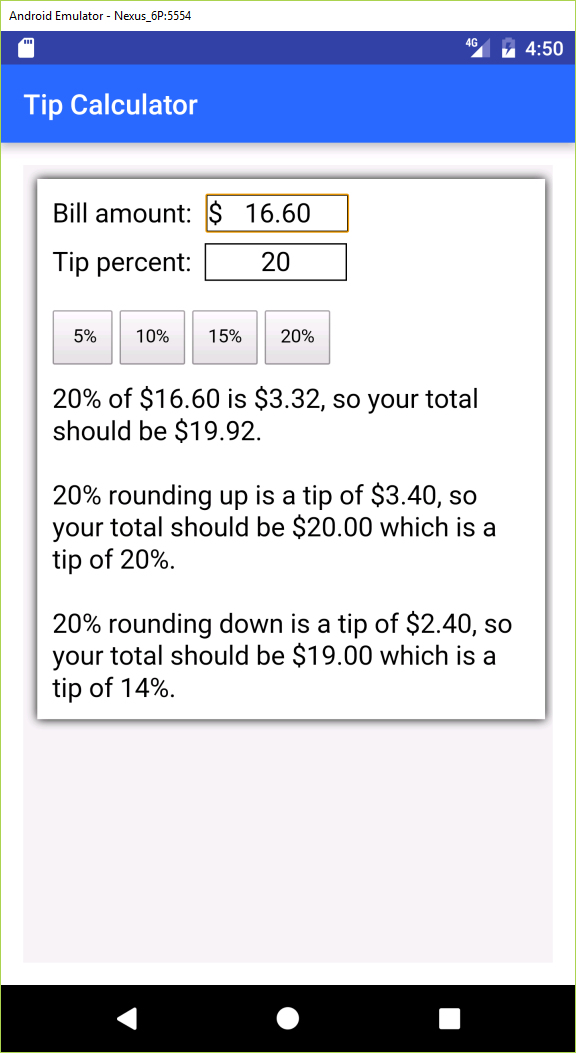 Android Emulator - Nexus_6P:5554
4G 4:50
Tip Calculator
Bill amount: $ 16.60
Tip percent: 20
5% 10% 15% 20%
20% of $16.60 is $3.32, so your total
should be $19.92.
20% rounding up is a tip of $3.40, so
your total should be $20.00 which is a
tip of 20%.
20% rounding down is a tip of $2.40, so
your total should be $19.00 which is a
tip of 14%.